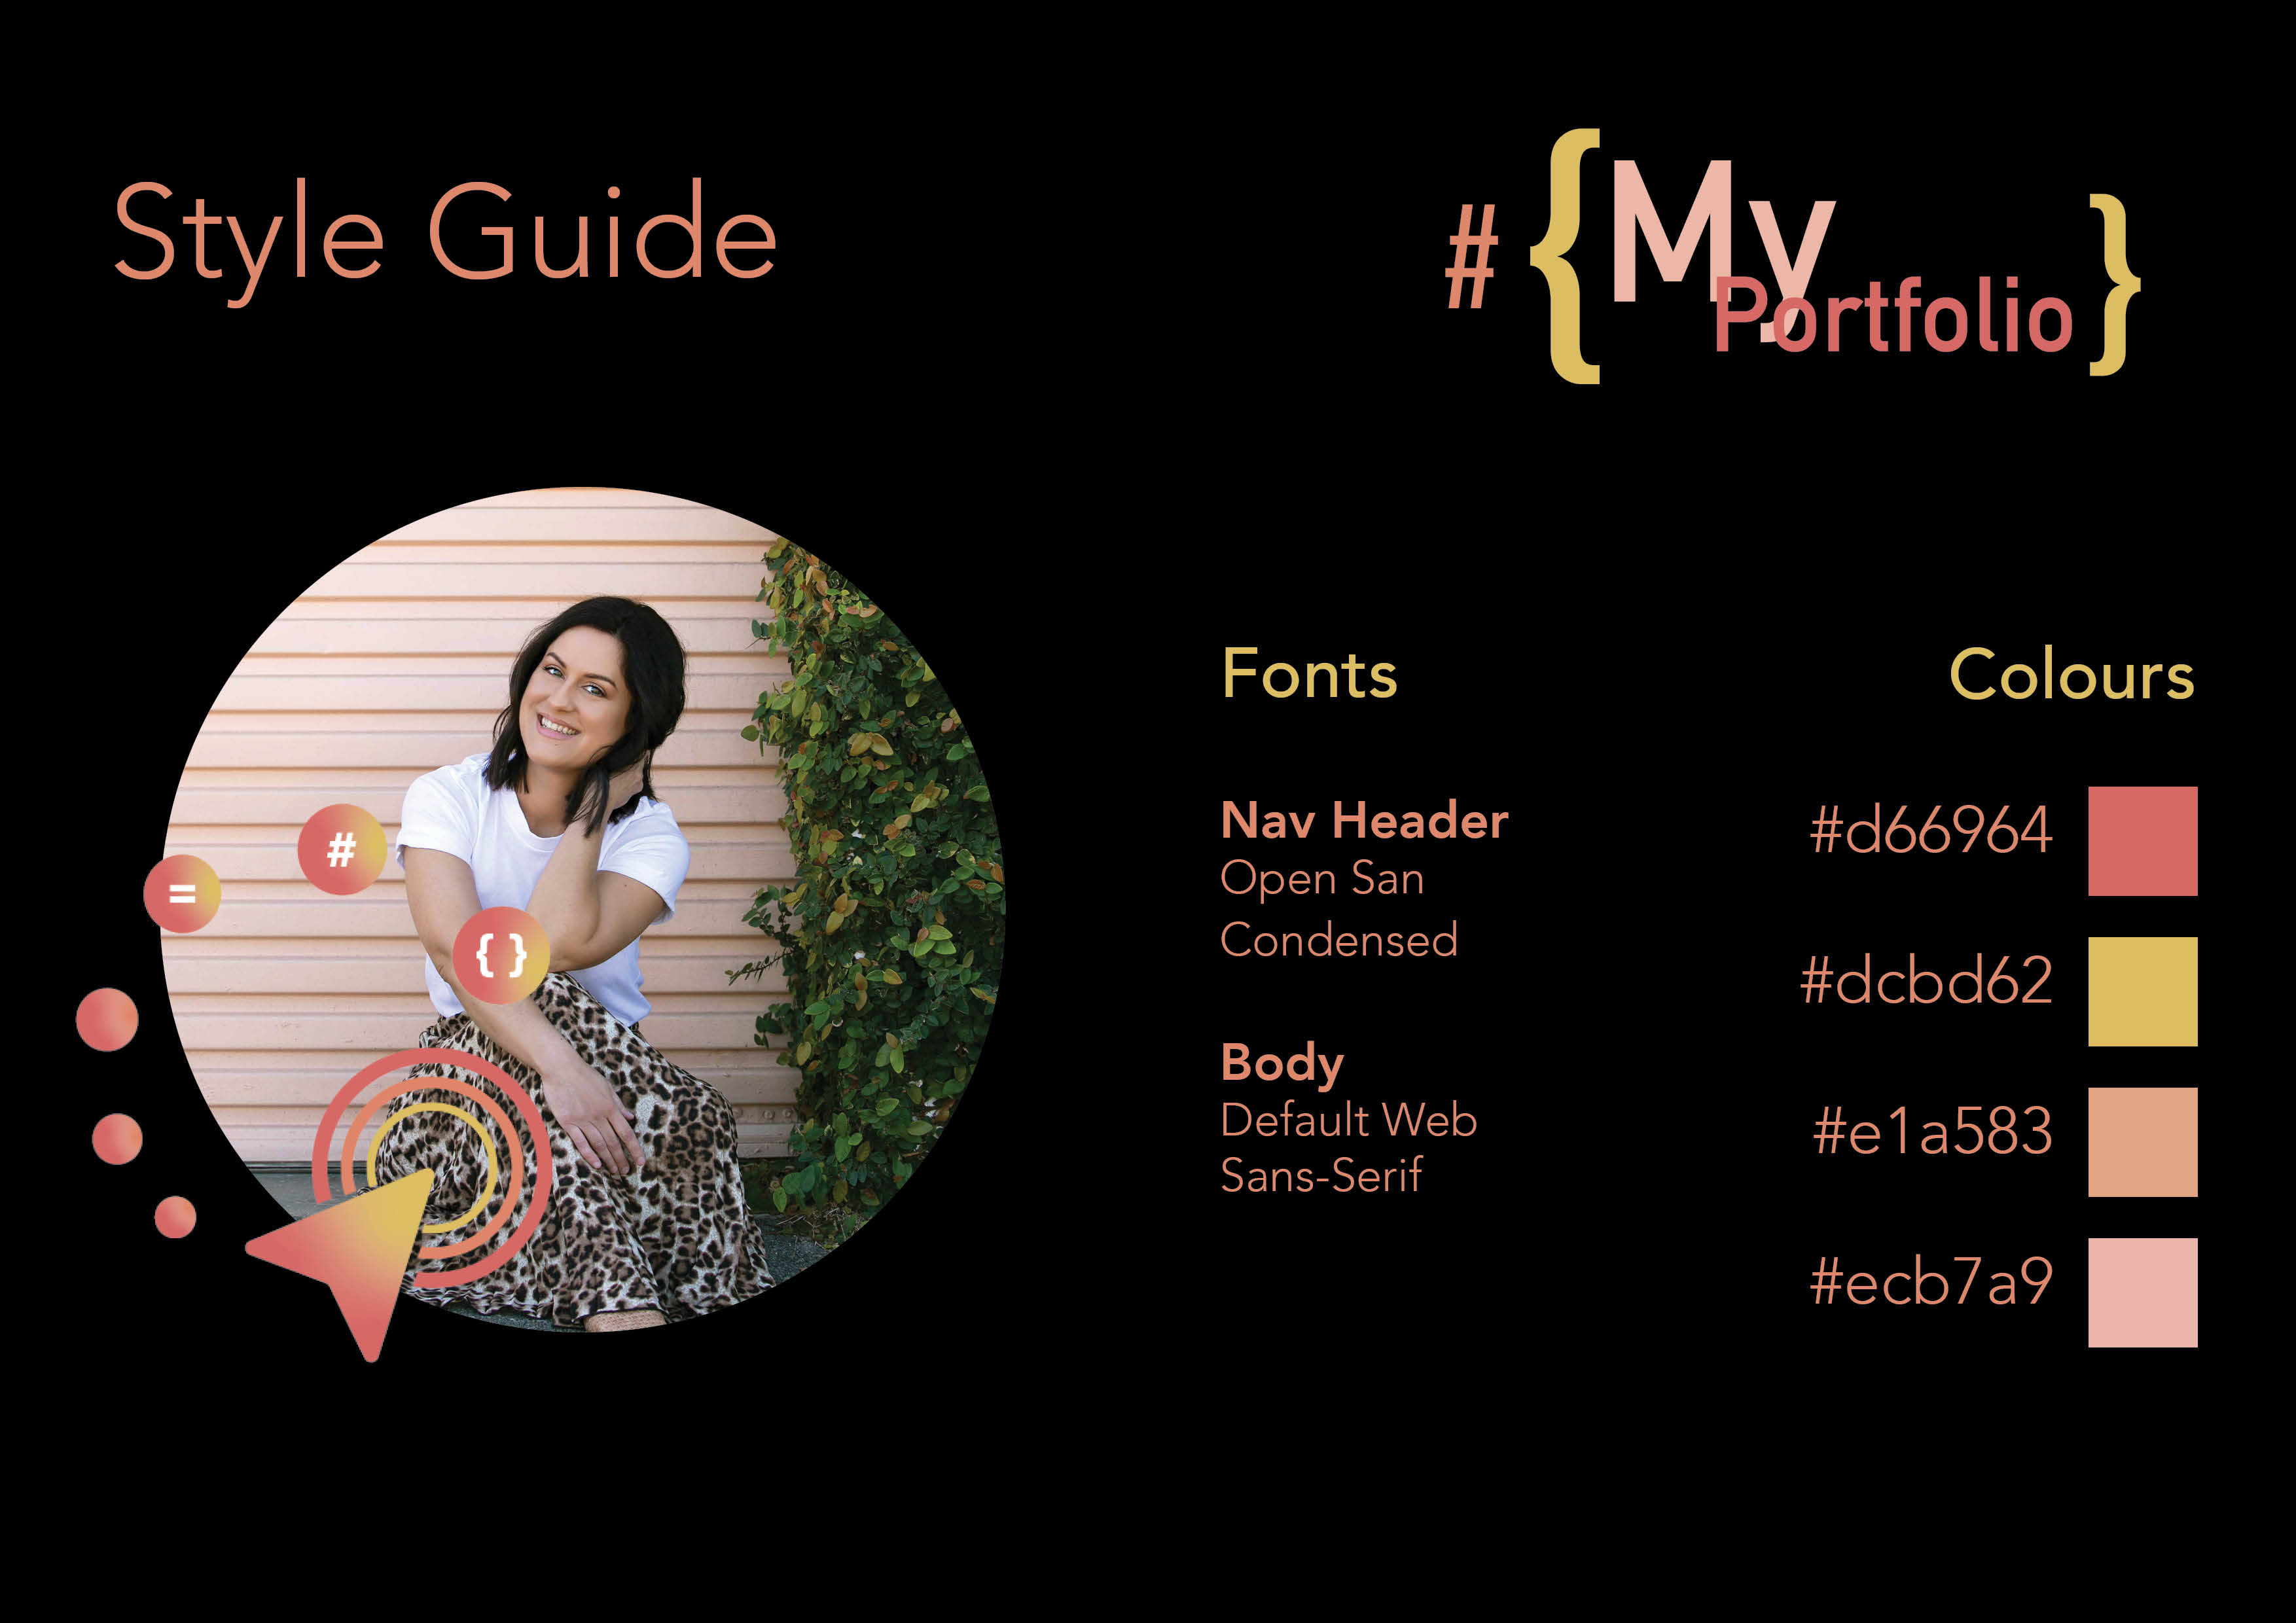 Style Guide
# {My
Portfolio}
Fonts
Nav Header
Open San
Condensed
Body
Default Web
Sans-Serif
Colours
#d66964
#dcbd62
#e1a583
#ecb7a9
#
=
{ }